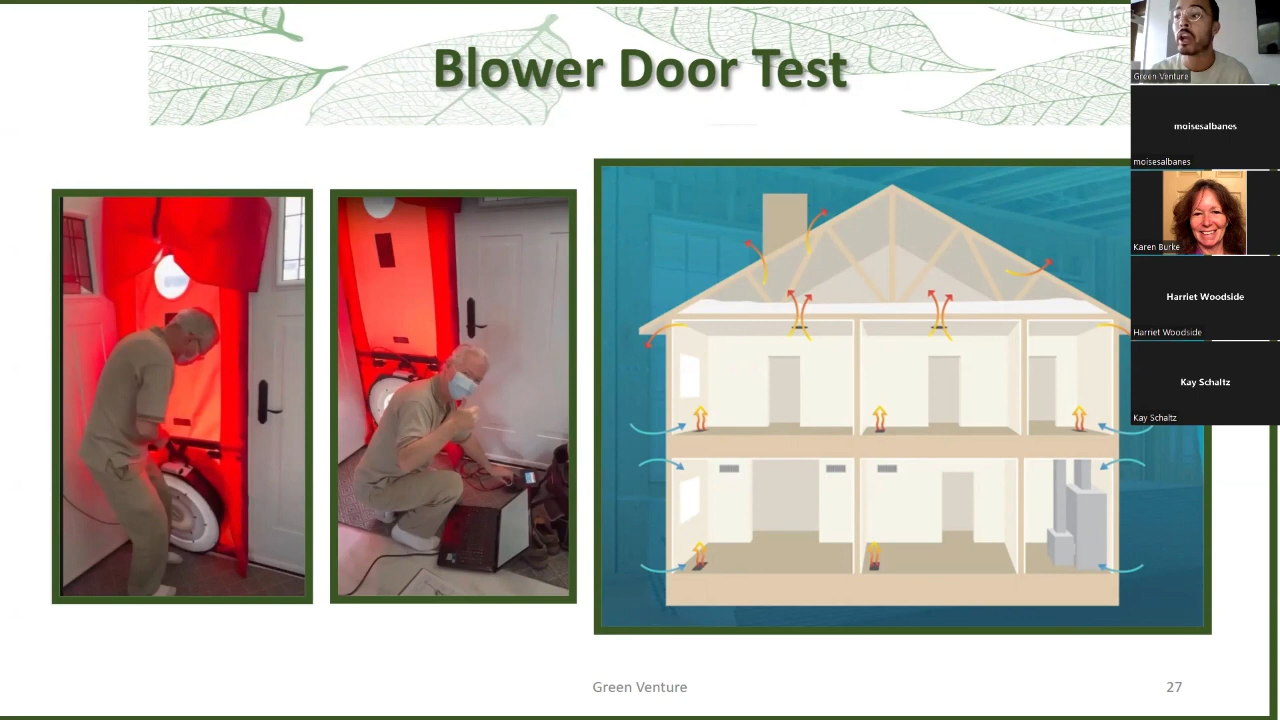 Blower Door Test
Green Venture
moisesalbanes
moisesalbanes
Karen Burke
Harriet Woodside
Harriet Woodside
Kay Schaltz
Kay Schaltz
Green Venture
27